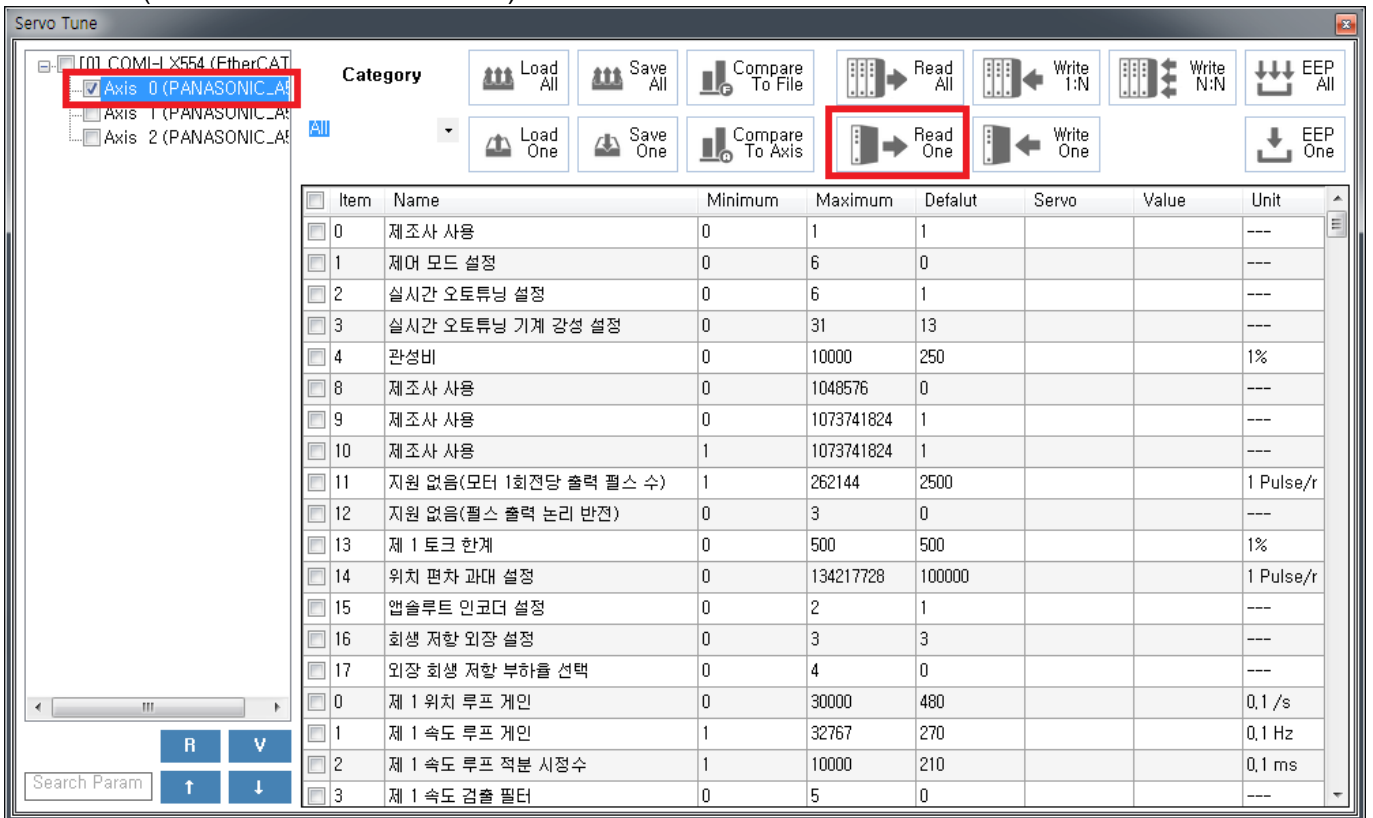 Servo Tune
[0] COMI-LX554 (EtherCAT
Axis 0 (PANASONIC_A5
Axis 1 (PANASONIC_A5
Axis 2 (PANASONIC_A5
Category
All
Load All
Save All
Compare To File
Read All
Write 1:N
Write N:N
EEP All
Load One
Save One
Compare To Axis
Read One
Write One
EEP One
Item Name Minimum Maximum Defalut Servo Value Unit
0 제조사 사용 0 1 1 ---
1 제어 모드 설정 0 6 0 ---
2 실시간 오토튜닝 설정 0 6 1 ---
3 실시간 오토튜닝 기계 강성 설정 0 31 13 ---
4 관성비 0 10000 250 1%
8 제조사 사용 0 1048576 0 ---
9 제조사 사용 0 1073741824 1 ---
10 제조사 사용 1 1073741824 1 ---
11 지원 없음(모터 1회전당 출력 펄스 수) 1 262144 2500 1 Pulse/r
12 지원 없음(펄스 출력 논리 반전) 0 3 0 ---
13 제 1 토크 한계 0 500 500 1%
14 위치 편차 과대 설정 0 134217728 100000 1 Pulse/r
15 앱솔루트 인코더 설정 0 2 1 ---
16 회생 저항 외장 설정 0 3 3 ---
17 외장 회생 저항 부하율 선택 0 4 0 ---
0 제 1 위치 루프 게인 0 30000 480 0,1 /s
1 제 1 속도 루프 게인 1 32767 270 0,1 Hz
2 제 1 속도 루프 적분 시정수 1 10000 210 0,1 ms
3 제 1 속도 검출 필터 0 5 0 ---
R V
Search Param ↑ ↓